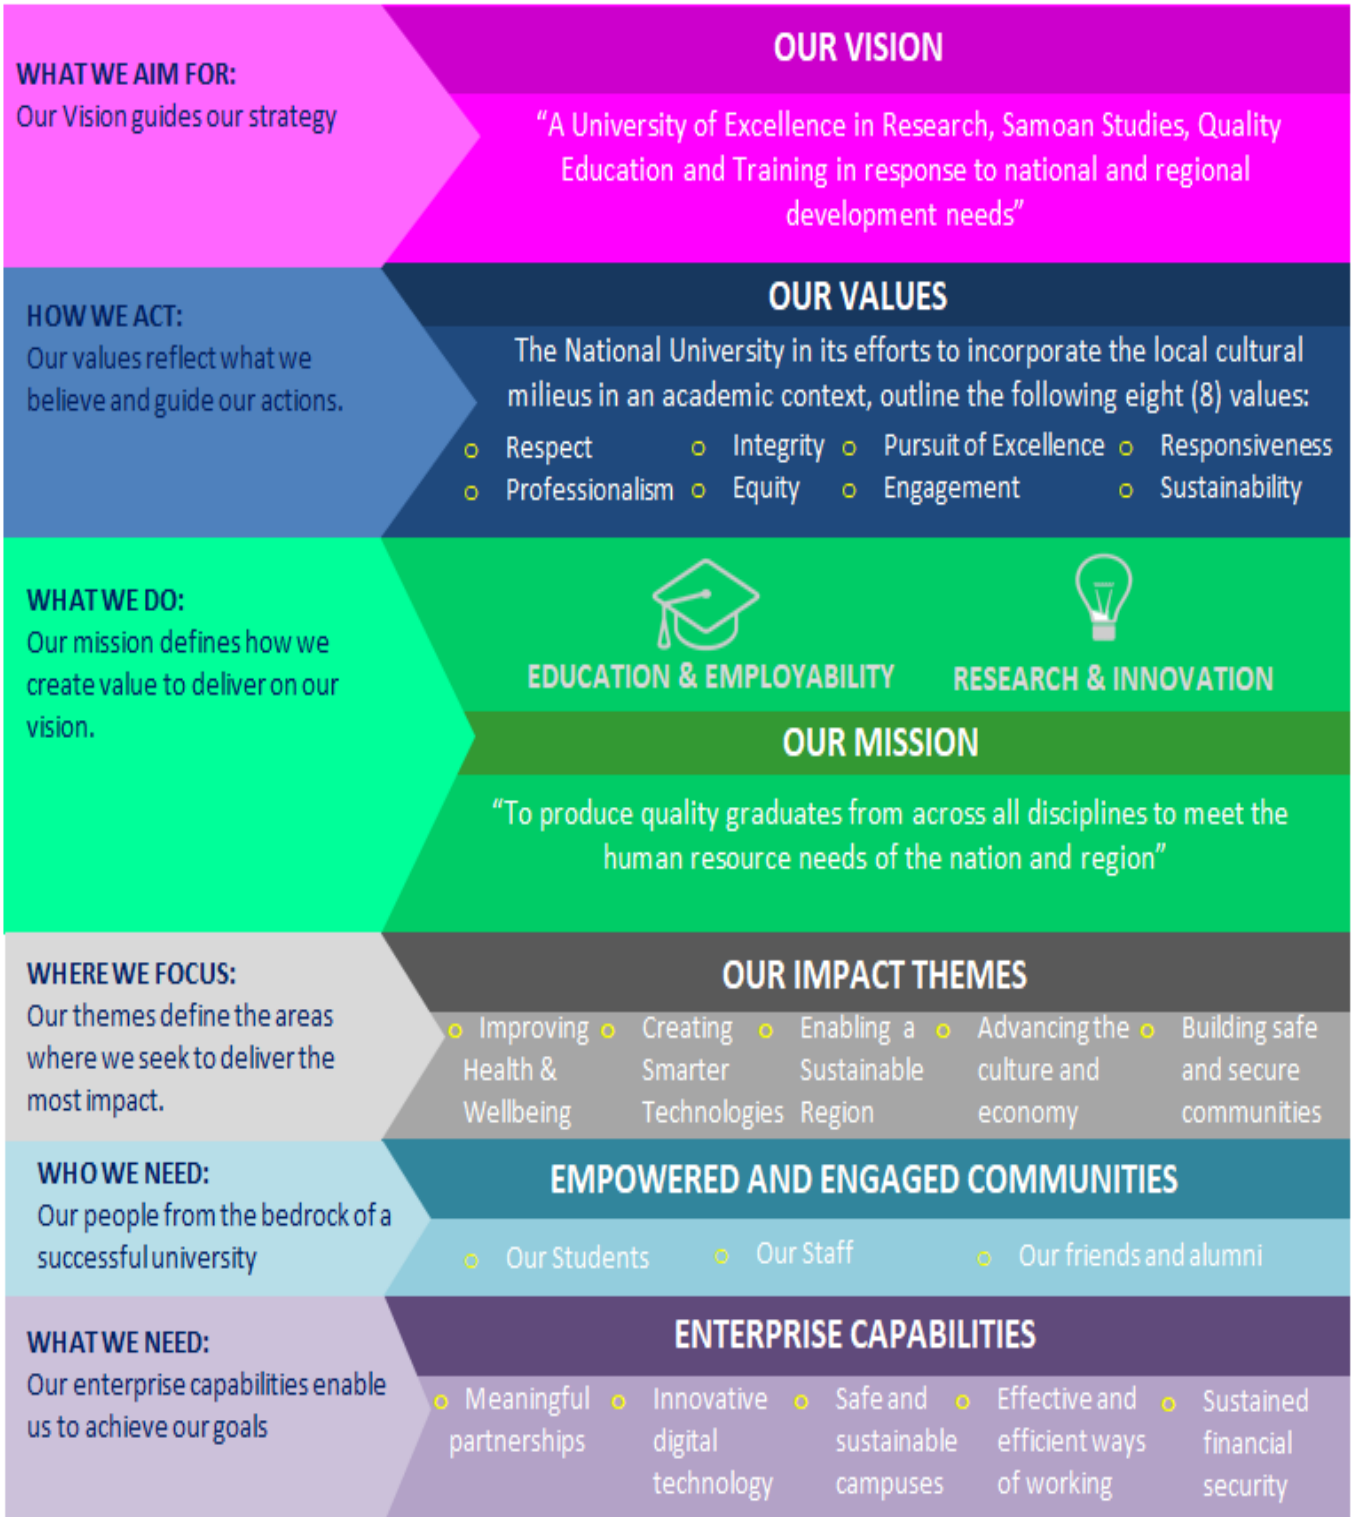 WHAT WE AIM FOR:
Our Vision guides our strategy
OUR VISION
“A University of Excellence in Research, Samoan Studies, Quality
Education and Training in response to national and regional
development needs”
HOW WE ACT:
Our values reflect what we
believe and guide our actions.
OUR VALUES
The National University in its efforts to incorporate the local cultural
milieus in an academic context, outline the following eight (8) values:
o Respect o Integrity o Pursuit of Excellence o Responsiveness
o Professionalism o Equity o Engagement o Sustainability
WHAT WE DO:
Our mission defines how we
create value to deliver on our
vision.
EDUCATION & EMPLOYABILITY
RESEARCH & INNOVATION
OUR MISSION
“To produce quality graduates from across all disciplines to meet the
human resource needs of the nation and region”
WHERE WE FOCUS:
Our themes define the areas
where we seek to deliver the
most impact.
OUR IMPACT THEMES
o Improving
Health &
Wellbeing
o Creating
Smarter
Technologies
o Enabling a
Sustainable
Region
o Advancing the
culture and
economy
o Building safe
and secure
communities
WHO WE NEED:
Our people from the bedrock of a
successful university
EMPOWERED AND ENGAGED COMMUNITIES
o Our Students o Our Staff o Our friends and alumni
WHAT WE NEED:
Our enterprise capabilities enable
us to achieve our goals
ENTERPRISE CAPABILITIES
o Meaningful
partnerships
o Innovative
digital
technology
o Safe and
sustainable
campuses
o Effective and
efficient ways
of working
o Sustained
financial
security